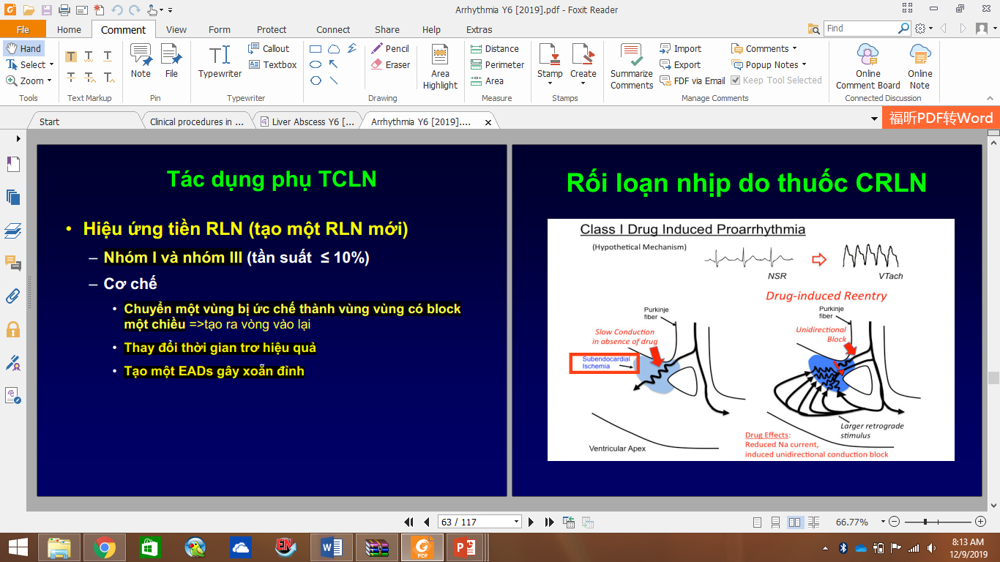 Arrhythmia Y6 [2019].pdf - Foxit Reader
File
Home
Comment
View
Form
Protect
Connect
Share
Help
Extras
Find
Hand
Select
Zoom
Tools
Text Markup
Note
File
Pin
Typewriter
Callout
Textbox
Typewriter
Pencil
Eraser
Drawing
Area
Highlight
Distance
Perimeter
Area
Measure
Stamp
Create
Stamps
Summarize
Comments
Import
Export
FDF via Email
Comments
Popup Notes
Keep Tool Selected
Manage Comments
Online
Comment Board
Online
Note
Connected Discussion
Start
Clinical procedures in ...
Liver Abscess Y6 [...
Arrhythmia Y6 [2019]....
福昕PDF转Word
Tác dụng phụ TCLN
• Hiệu ứng tiền RLN (tạo một RLN mới)
– Nhóm I và nhóm III (tần suất ≤ 10%)
– Cơ chế
• Chuyển một vùng bị ức chế thành vùng vùng có block
một chiều =>tạo ra vòng vào lại
• Thay đổi thời gian trơ hiệu quả
• Tạo một EADs gây xoẵn đỉnh
Rối loạn nhịp do thuốc CRLN
Class I Drug Induced Proarrhythmia
(Hypothetical Mechanism)
NSR
VTach
Drug-induced Reentry
Purkinje
fiber
Slow Conduction
in absence of drug
Subendocardial
Ischemia
Ventricular Apex
Purkinje
fiber
Unidirectional
Block
Larger retrograde
stimulus
Drug Effects:
Reduced Na current,
induced unidirectional conduction block
63 / 117
66.77%
EN
PDF
8:13 AM
12/9/2019